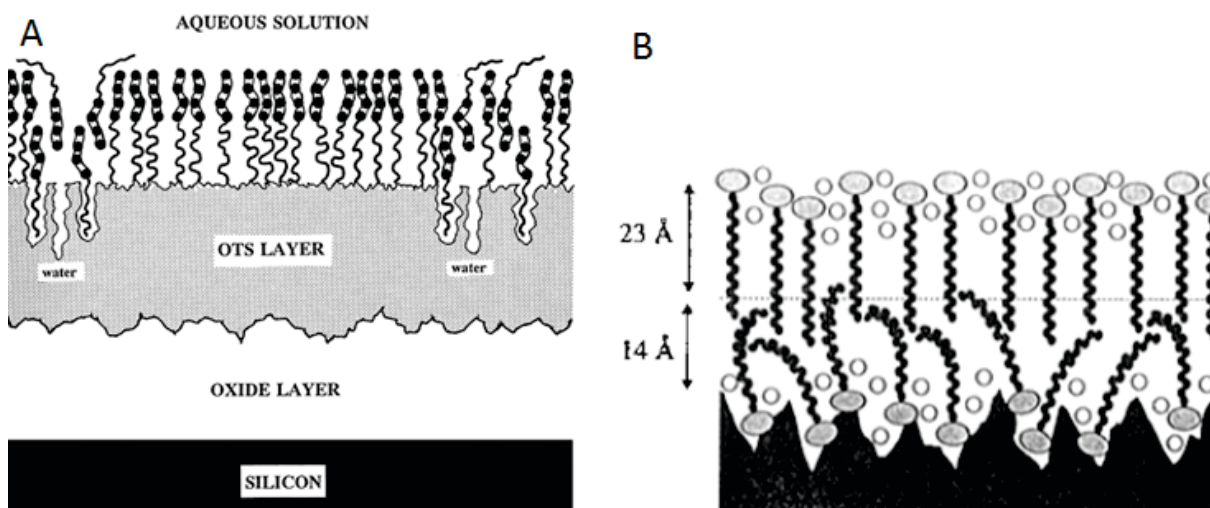 A
AQUEOUS SOLUTION
water
OTS LAYER
water
OXIDE LAYER
SILICON
B
23 Å
14 Å